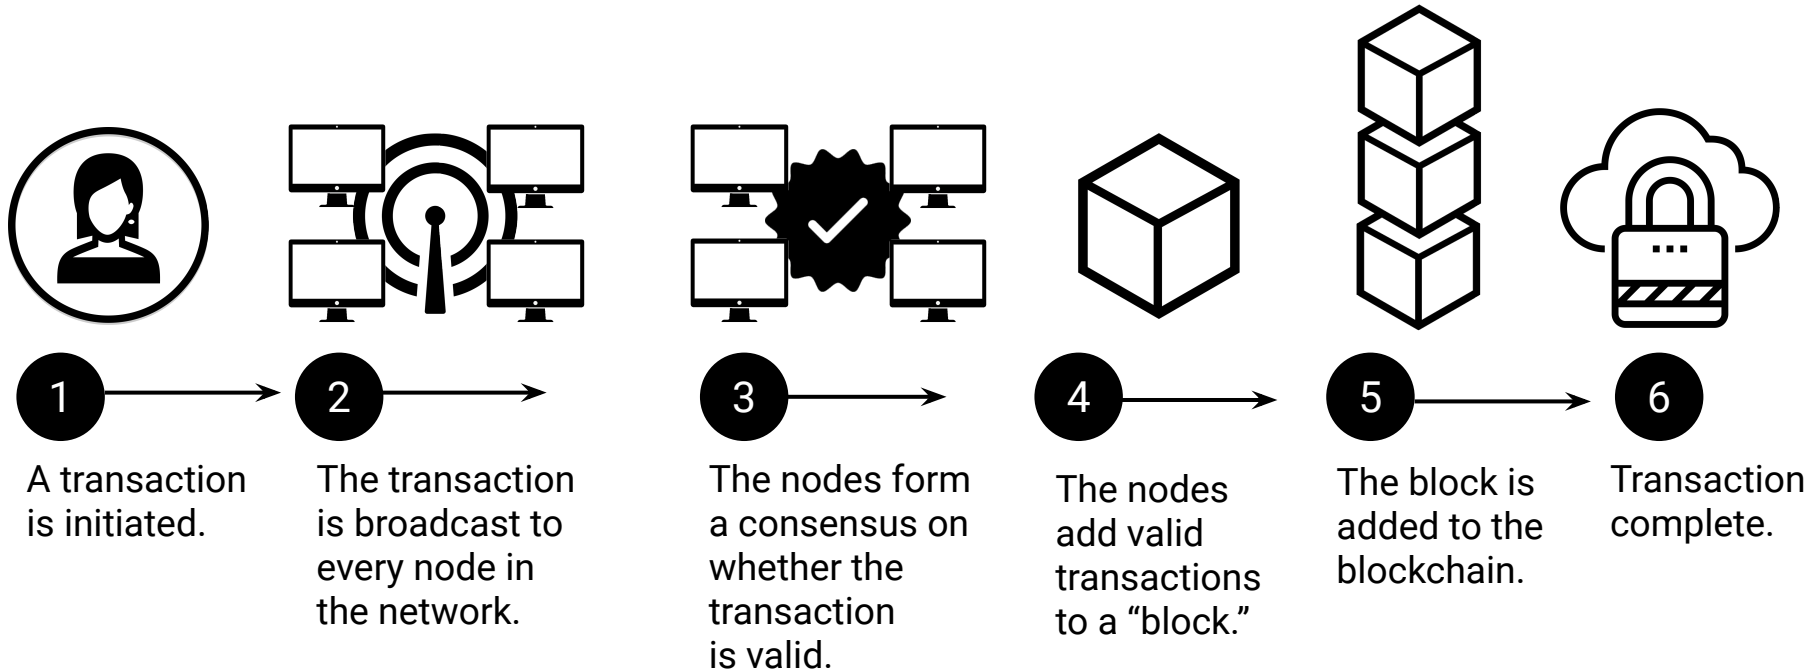 1
A transaction
is initiated.
2
The transaction
is broadcast to
every node in
the network.
3
The nodes form
a consensus on
whether the
transaction
is valid.
4
The nodes
add valid
transactions
to a “block.”
5
The block is
added to the
blockchain.
6
Transaction
complete.